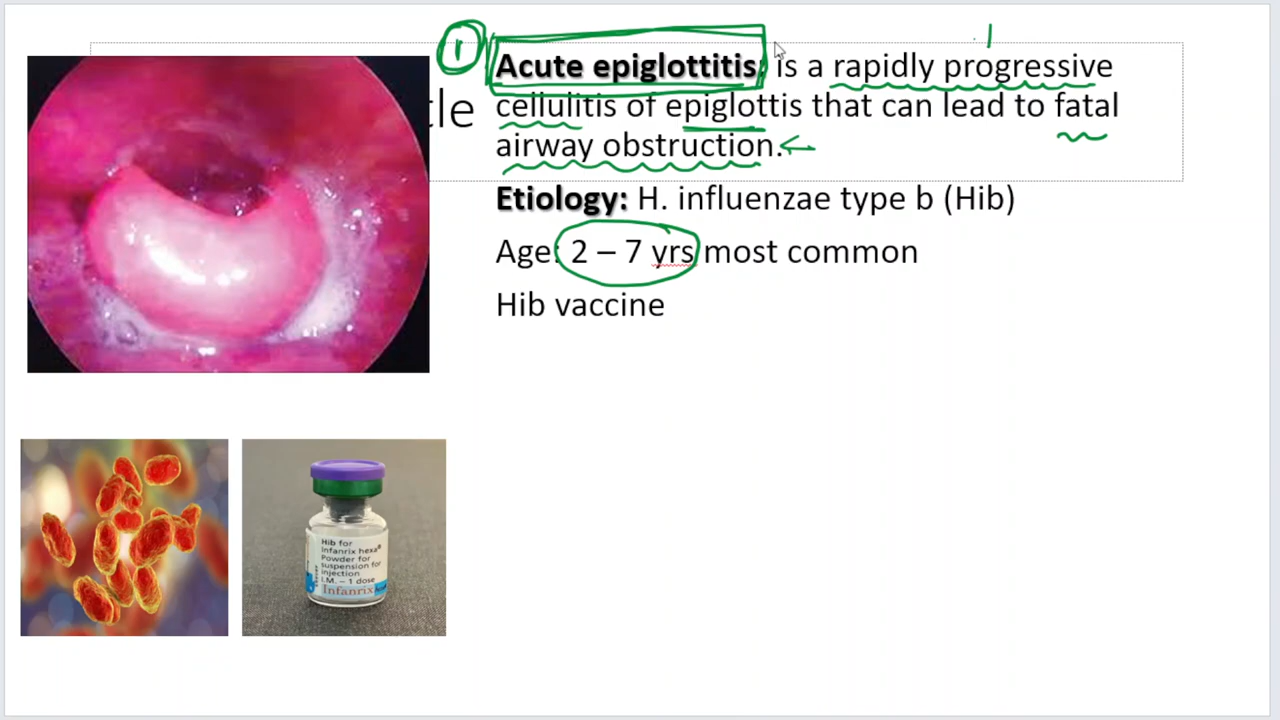 1
Acute epiglottitis: is a rapidly progressive
cellulitis of epiglottis that can lead to fatal
tle airway obstruction.
Etiology: H. influenzae type b (Hib)
Age: 2 – 7 yrs most common
Hib vaccine
Hib for
Infanrix hexa®
Powder for
suspension for
injection
I.M. – 1 dose
Infanrix